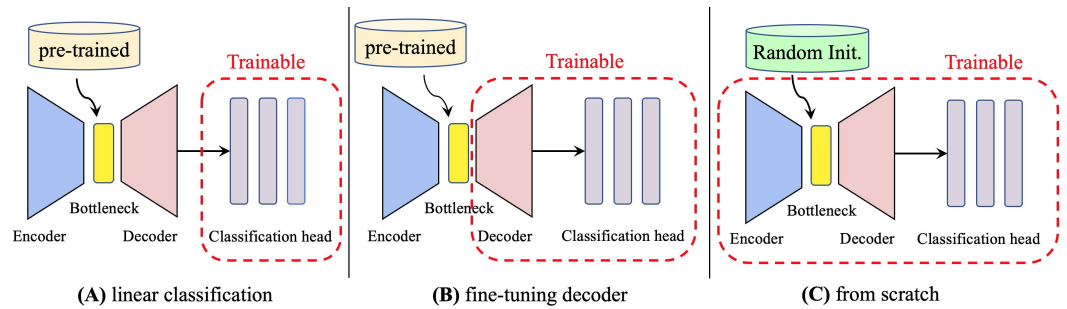 pre-trained
Trainable
Bottleneck
Encoder
Decoder
Classification head
(A) linear classification
pre-trained
Trainable
Bottleneck
Encoder
Decoder
Classification head
(B) fine-tuning decoder
Random Init.
Trainable
Bottleneck
Encoder
Decoder
Classification head
(C) from scratch